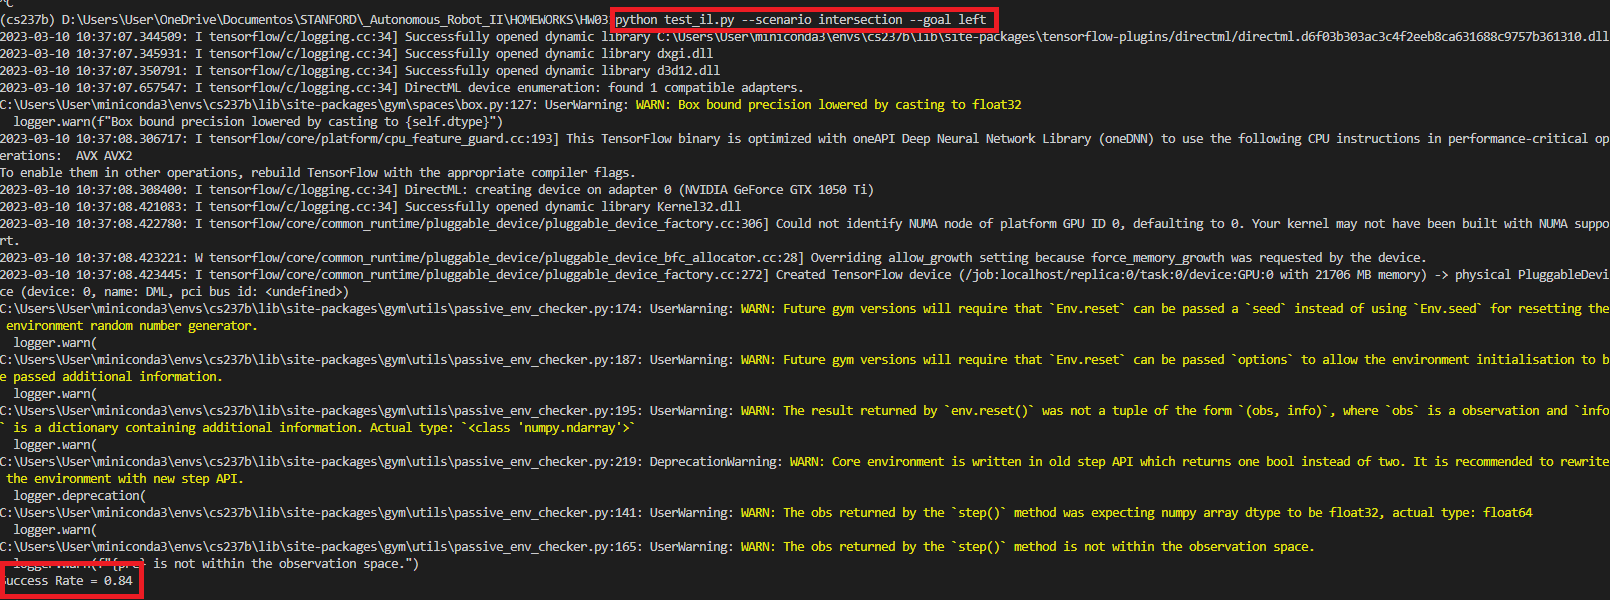 ^C
(cs237b) D:\Users\User\OneDrive\Documentos\STANFORD\_Autonomous_Robot_II\HOMEWORKS\HW03 python test_il.py --scenario intersection --goal left
2023-03-10 10:37:07.344509: I tensorflow/c/logging.cc:34] Successfully opened dynamic library C:\Users\User\miniconda3\envs\cs237b\lib\site-packages\tensorflow-plugins/directml/directml.d6f03b303ac3c4f2eeb8ca631688c9757b361310.dll
2023-03-10 10:37:07.345931: I tensorflow/c/logging.cc:34] Successfully opened dynamic library dxgi.dll
2023-03-10 10:37:07.350791: I tensorflow/c/logging.cc:34] Successfully opened dynamic library d3d12.dll
2023-03-10 10:37:07.657547: I tensorflow/c/logging.cc:34] DirectML device enumeration: found 1 compatible adapters.
C:\Users\User\miniconda3\envs\cs237b\lib\site-packages\gym\spaces\box.py:127: UserWarning: WARN: Box bound precision lowered by casting to float32
logger.warn(f"Box bound precision lowered by casting to {self.dtype}")
2023-03-10 10:37:08.306717: I tensorflow/core/platform/cpu_feature_guard.cc:193] This TensorFlow binary is optimized with oneAPI Deep Neural Network Library (oneDNN) to use the following CPU instructions in performance-critical op
erations:  AVX AVX2
To enable them in other operations, rebuild TensorFlow with the appropriate compiler flags.
2023-03-10 10:37:08.308400: I tensorflow/c/logging.cc:34] DirectML: creating device on adapter 0 (NVIDIA GeForce GTX 1050 Ti)
2023-03-10 10:37:08.421083: I tensorflow/c/logging.cc:34] Successfully opened dynamic library Kernel32.dll
2023-03-10 10:37:08.422780: I tensorflow/core/common_runtime/pluggable_device/pluggable_device_factory.cc:306] Could not identify NUMA node of platform GPU ID 0, defaulting to 0. Your kernel may not have been built with NUMA suppo
rt.
2023-03-10 10:37:08.423221: W tensorflow/core/common_runtime/pluggable_device/pluggable_device_bfc_allocator.cc:28] Overriding allow_growth setting because force_memory_growth was requested by the device.
2023-03-10 10:37:08.423445: I tensorflow/core/common_runtime/pluggable_device/pluggable_device_factory.cc:272] Created TensorFlow device (/job:localhost/replica:0/task:0/device:GPU:0 with 21706 MB memory) -> physical PluggableDevi
ce (device: 0, name: DML, pci bus id: <undefined>)
C:\Users\User\miniconda3\envs\cs237b\lib\site-packages\gym\utils\passive_env_checker.py:174: UserWarning: WARN: Future gym versions will require that `Env.reset` can be passed a `seed` instead of using `Env.seed` for resetting the
environment random number generator.
logger.warn(
C:\Users\User\miniconda3\envs\cs237b\lib\site-packages\gym\utils\passive_env_checker.py:187: UserWarning: WARN: Future gym versions will require that `Env.reset` can be passed `options` to allow the environment initialisation to b
e passed additional information.
logger.warn(
C:\Users\User\miniconda3\envs\cs237b\lib\site-packages\gym\utils\passive_env_checker.py:195: UserWarning: WARN: The result returned by `env.reset()` was not a tuple of the form `(obs, info)`, where `obs` is a observation and `info
` is a dictionary containing additional information. Actual type: `<class 'numpy.ndarray'>`
logger.warn(
C:\Users\User\miniconda3\envs\cs237b\lib\site-packages\gym\utils\passive_env_checker.py:219: DeprecationWarning: WARN: Core environment is written in old step API which returns one bool instead of two. It is recommended to rewrite
the environment with new step API.
logger.deprecation(
C:\Users\User\miniconda3\envs\cs237b\lib\site-packages\gym\utils\passive_env_checker.py:141: UserWarning: WARN: The obs returned by the `step()` method was expecting numpy array dtype to be float32, actual type: float64
logger.warn(
C:\Users\User\miniconda3\envs\cs237b\lib\site-packages\gym\utils\passive_env_checker.py:165: UserWarning: WARN: The obs returned by the `step()` method is not within the observation space.
logger.warn(f"{pre} is not within the observation space.")
Success Rate = 0.84